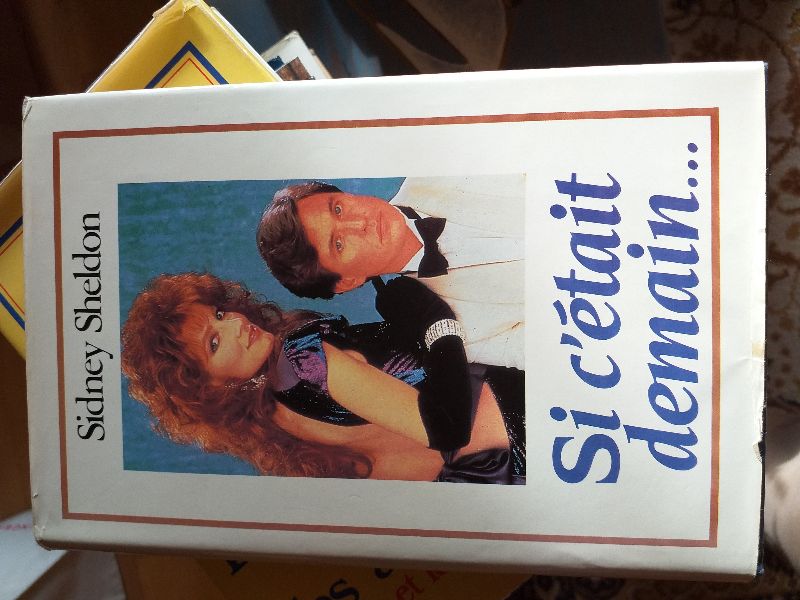 Sidney Sheldon
Si c'était
demain...